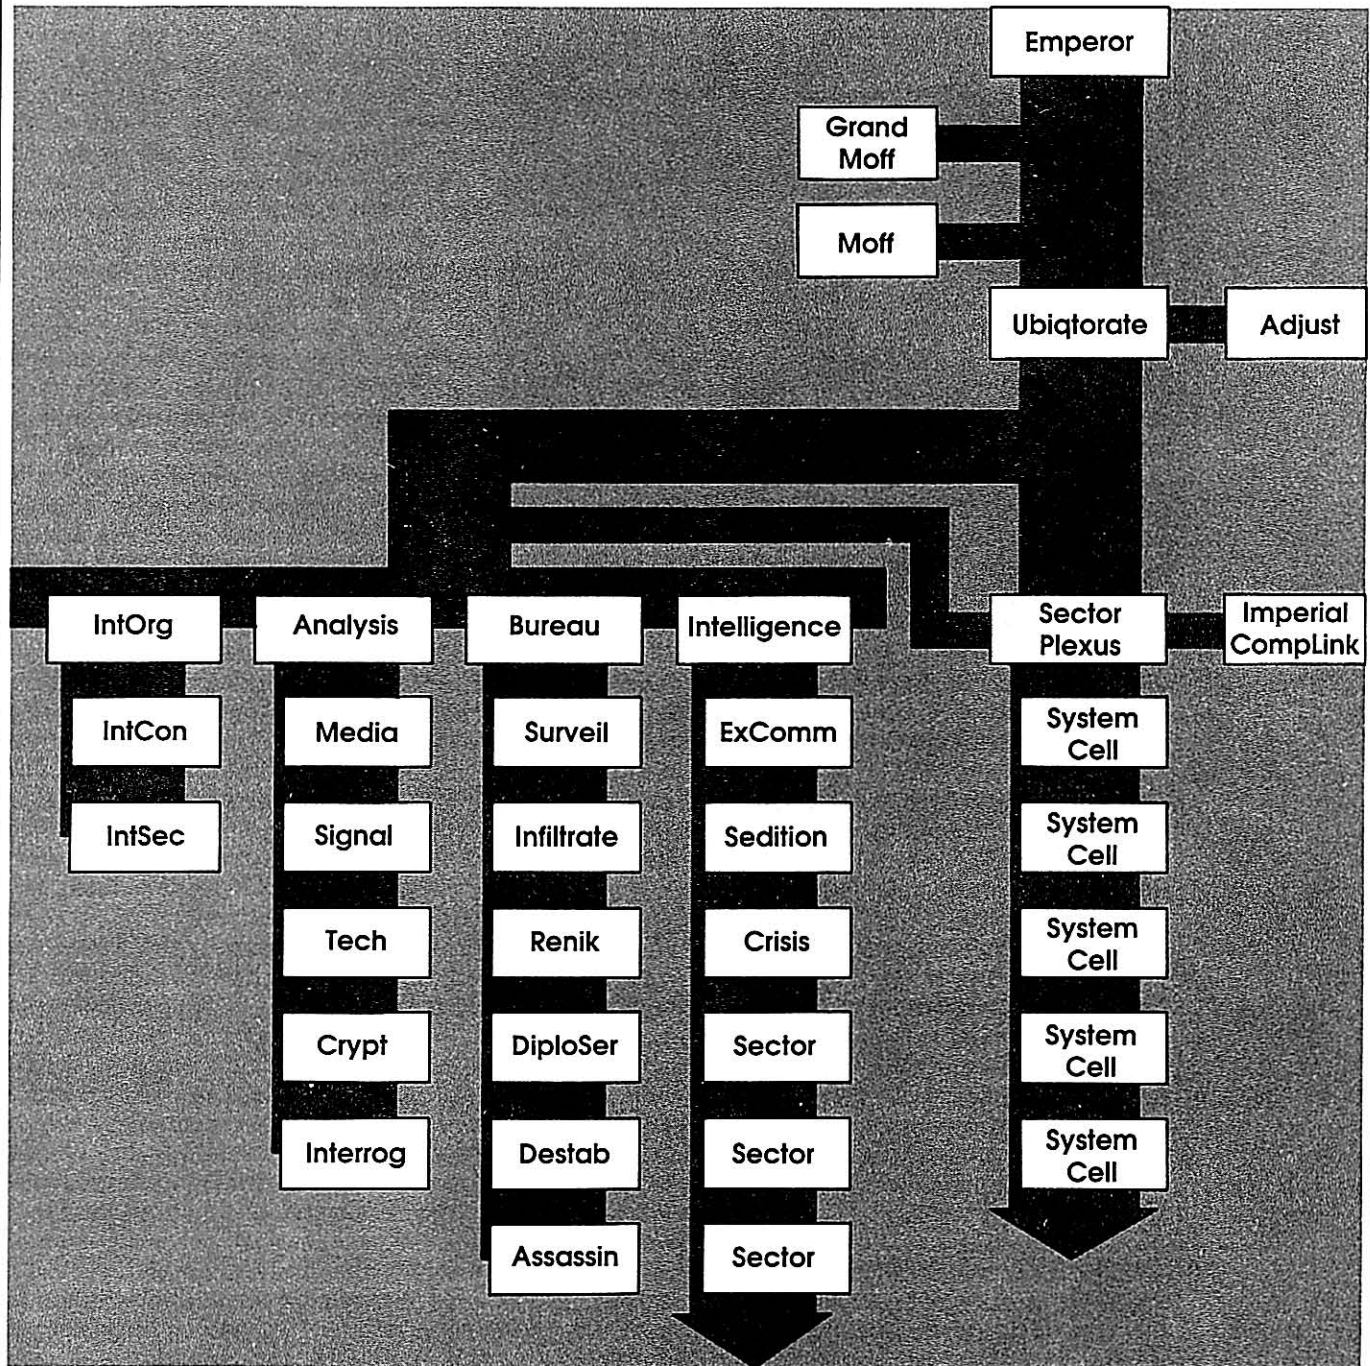 Emperor
Grand
Moff
Moff
Ubiqtorate
Adjust
IntOrg
Analysis
Bureau
Intelligence
Sector
Plexus
Imperial
CompLink
IntCon
Media
Surveil
ExComm
System
Cell
IntSec
Signal
Infiltrate
Sedition
System
Cell
Tech
Renik
Crisis
System
Cell
Crypt
DiploSer
Sector
System
Cell
Interrog
Destab
Sector
System
Cell
Assassin
Sector